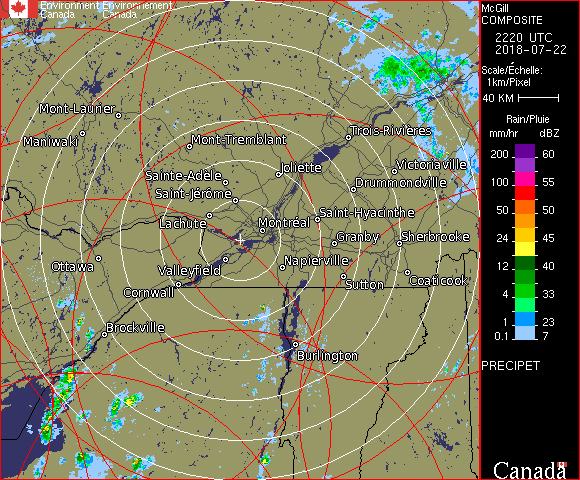 Environment Environnement
Canada Canada
McGill
COMPOSITE
2220 UTC
2018-07-22
Scale/Échelle:
1km/Pixel
40 KM
Rain/Pluie
mm/hr dBZ
200 60
100 55
50 50
24 45
12 40
4 33
1 23
0.1 7
PRECIPET
Canada
Mont-Laurier
Maniwaki
Mont-Tremblant
Trois-Rivières
Sainte-Adèle
Joliette
Victoriaville
Saint-Jérôme
Drummondville
Lachute
Montréal
Saint-Hyacinthe
Granby
Sherbrooke
Ottawa
Valleyfield
Napierville
Sutton
Coaticook
Cornwall
Brockville
Burlington